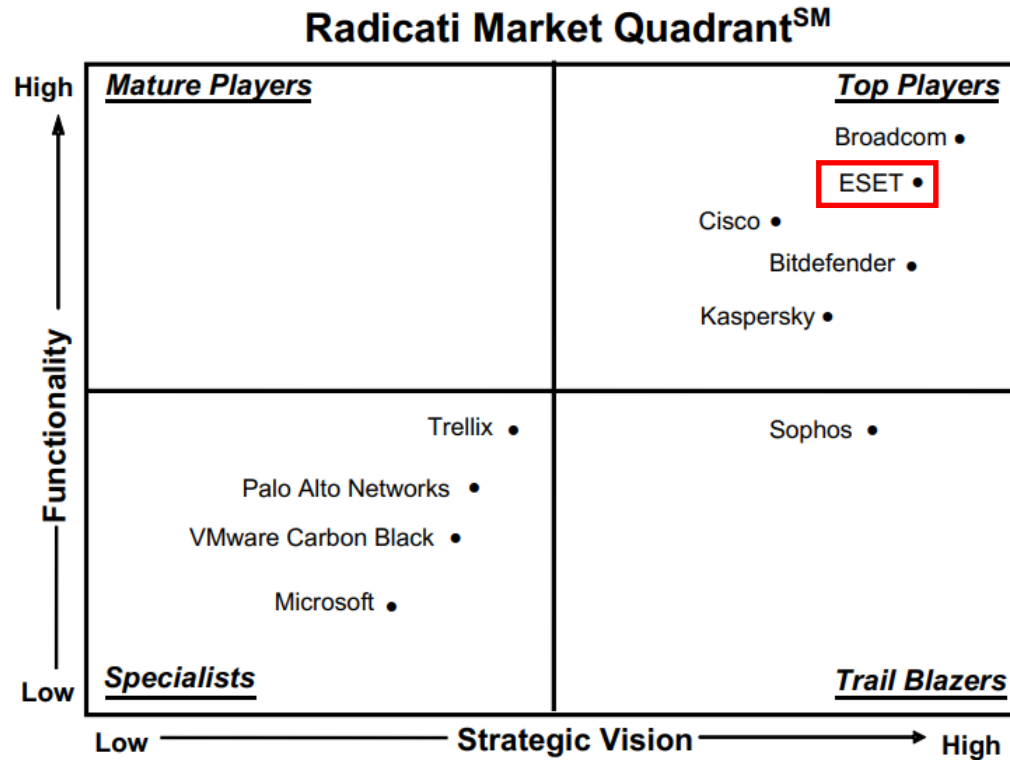 Radicati Market Quadrant℠
High
Mature Players
Top Players
Broadcom
ESET
Cisco
Bitdefender
Kaspersky
Functionality
Trellix
Sophos
Palo Alto Networks
VMware Carbon Black
Microsoft
Specialists
Trail Blazers
Low
Low
Strategic Vision
High